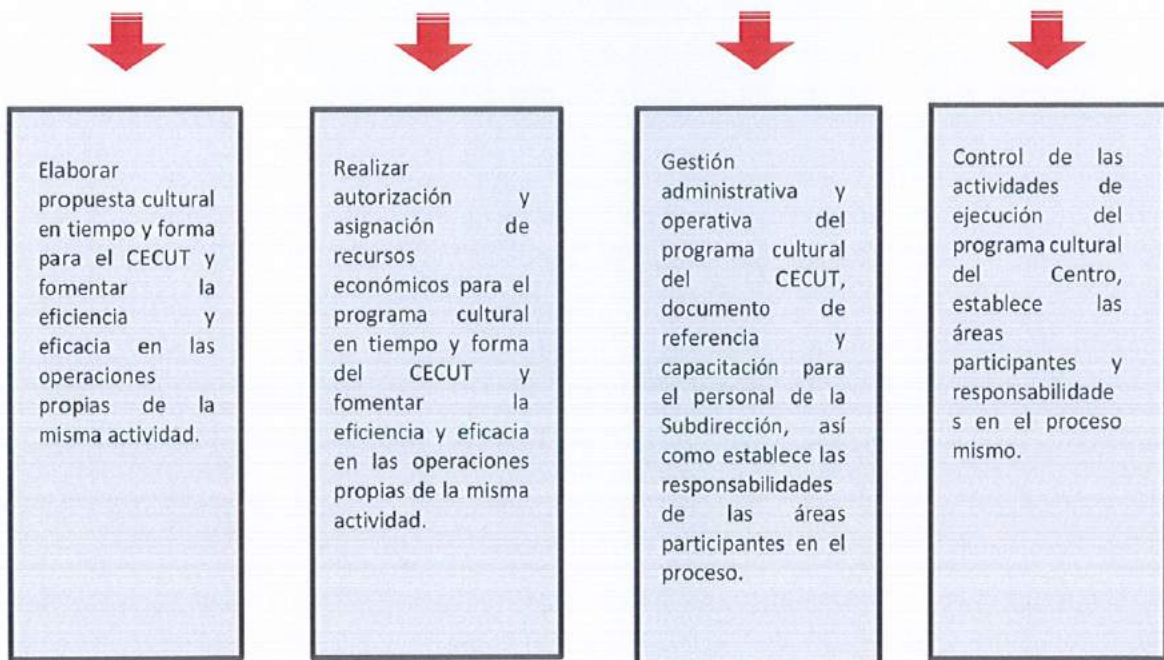 Elaborar
propuesta cultural
en tiempo y forma
para el CECUT y
fomentar la
eficiencia y
eficacia en las
operaciones
propias de la
misma actividad.
Realizar
autorización y
asignación de
recursos
económicos para el
programa cultural
en tiempo y forma
del CECUT y
fomentar la
eficiencia y eficacia
en las operaciones
propias de la misma
actividad.
Gestión
administrativa y
operativa del
programa cultural
del CECUT,
documento de
referencia y
capacitación para
el personal de la
Subdirección, así
como establece las
responsabilidades
de las áreas
participantes en el
proceso.
Control de las
actividades de
ejecución del
programa cultural
del Centro,
establece las
áreas
participantes y
responsabilidade
s en el proceso
mismo.